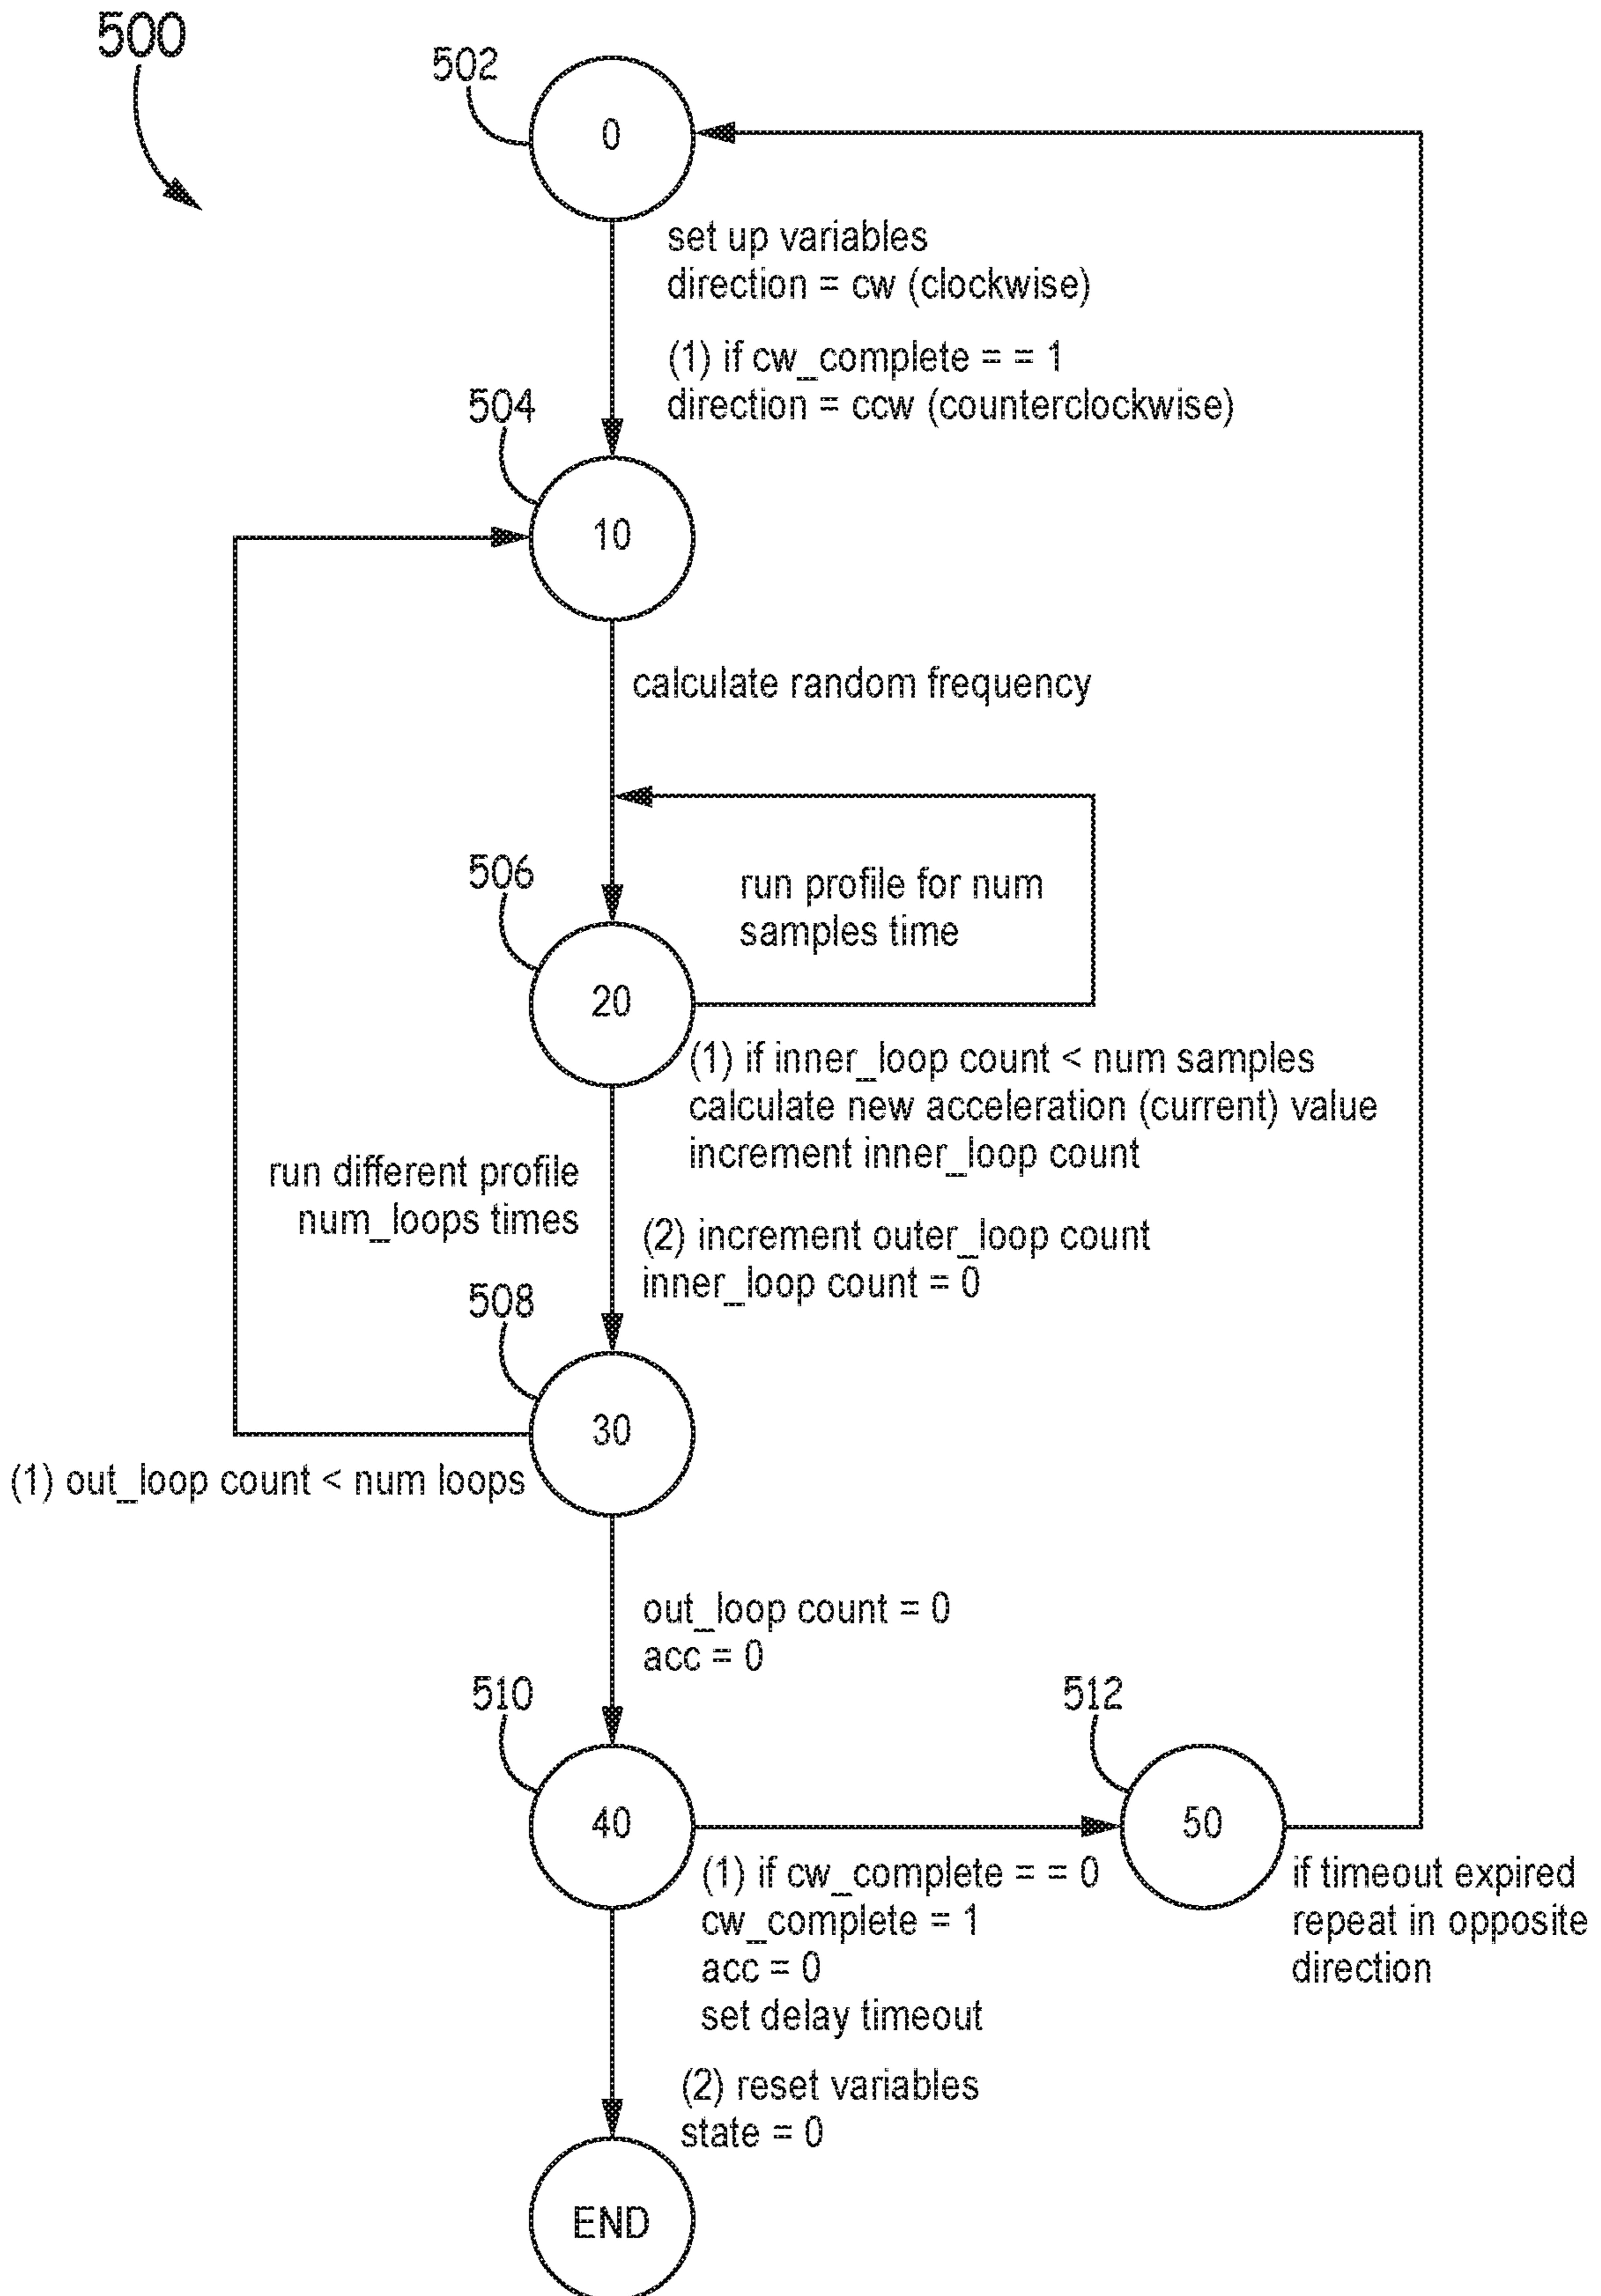 500
502
0
set up variables
direction = cw (clockwise)
(1) if cw_complete = = 1
direction = ccw (counterclockwise)
504
10
calculate random frequency
506
run profile for num
samples time
20
(1) if inner_loop count < num samples
calculate new acceleration (current) value
increment inner_loop count
run different profile
num_loops times
(2) increment outer_loop count
inner_loop count = 0
508
30
(1) out_loop count < num loops
out_loop count = 0
acc = 0
510
512
40
50
(1) if cw_complete = = 0
cw_complete = 1
acc = 0
set delay timeout
if timeout expired
repeat in opposite
direction
(2) reset variables
state = 0
END